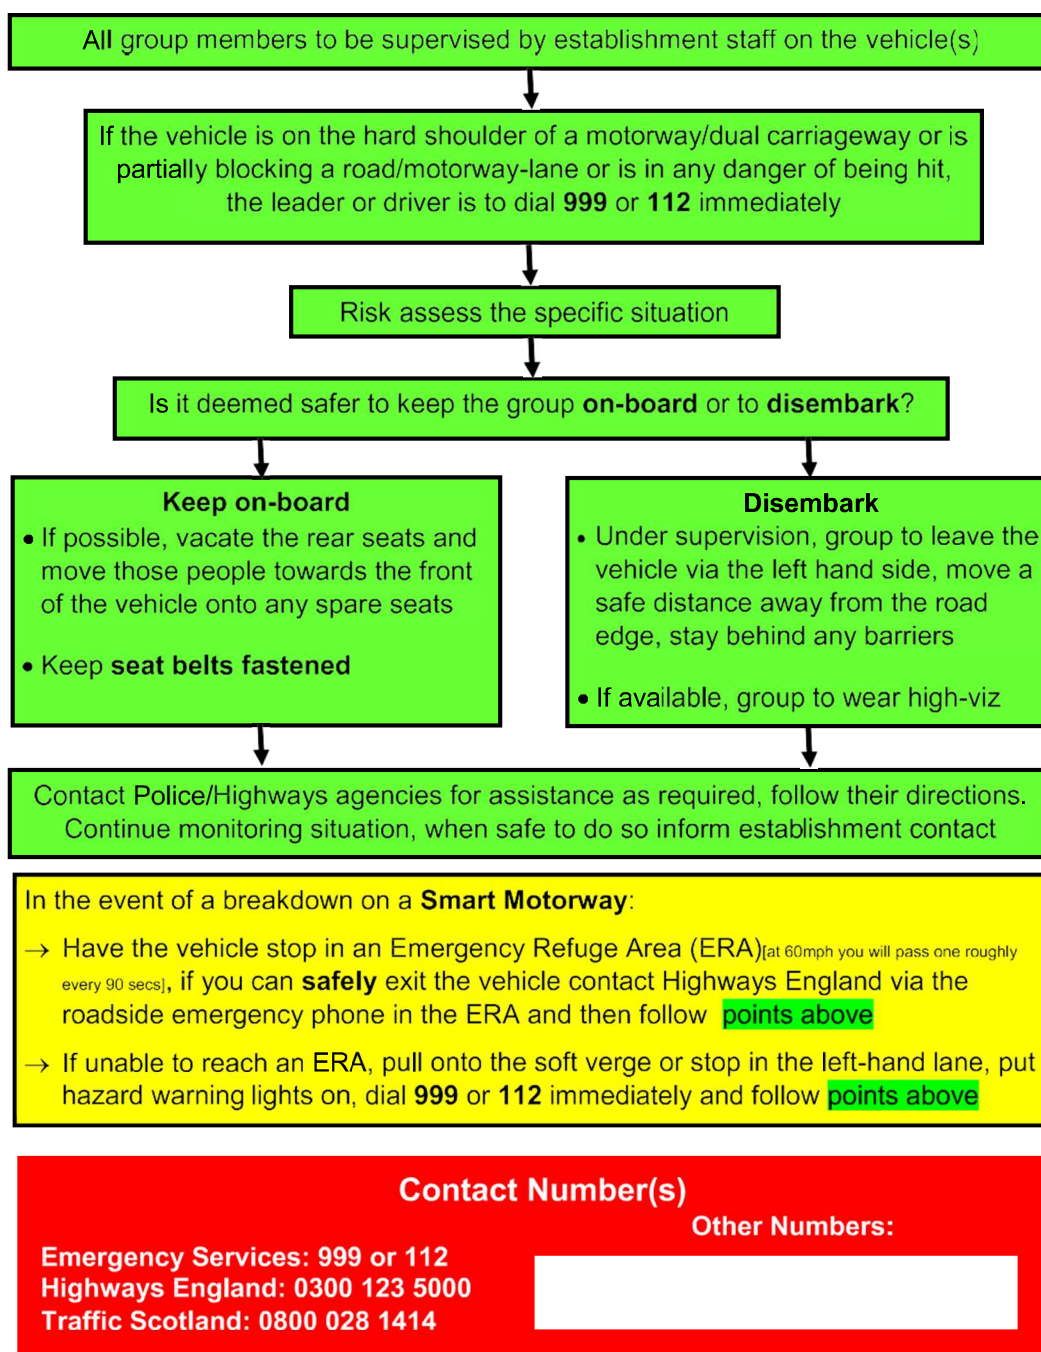 All group members to be supervised by establishment staff on the vehicle(s)
If the vehicle is on the hard shoulder of a motorway/dual carriageway or is
partially blocking a road/motorway-lane or is in any danger of being hit,
the leader or driver is to dial 999 or 112 immediately
Risk assess the specific situation
Is it deemed safer to keep the group on-board or to disembark?
Keep on-board
• If possible, vacate the rear seats and
move those people towards the front
of the vehicle onto any spare seats
• Keep seat belts fastened
Disembark
• Under supervision, group to leave the
vehicle via the left hand side, move a
safe distance away from the road
edge, stay behind any barriers
• If available, group to wear high-viz
Contact Police/Highways agencies for assistance as required, follow their directions.
Continue monitoring situation, when safe to do so inform establishment contact
In the event of a breakdown on a Smart Motorway:
→ Have the vehicle stop in an Emergency Refuge Area (ERA)[at 60mph you will pass one roughly
every 90 secs], if you can safely exit the vehicle contact Highways England via the
roadside emergency phone in the ERA and then follow points above
→ If unable to reach an ERA, pull onto the soft verge or stop in the left-hand lane, put
hazard warning lights on, dial 999 or 112 immediately and follow points above
Contact Number(s)
Other Numbers:
Emergency Services: 999 or 112
Highways England: 0300 123 5000
Traffic Scotland: 0800 028 1414